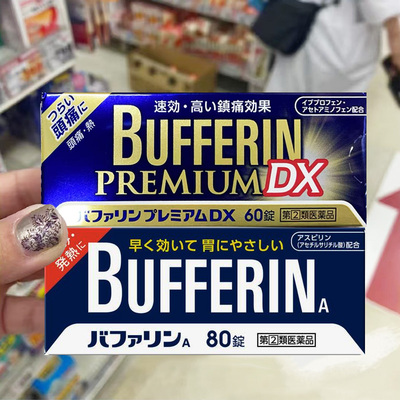 つらい
頭痛に
頭痛・熱
速効・高い鎮痛効果
イブプロフェン・
アセトアミノフェン配合
BUFFERIN
PREMIUM DX
バファリンプレミアムDX 60錠 第②類医薬品
発熱に
早く効いて 胃にやさしい
アスピリン
(アセチルサリチル酸)配合
BUFFERIN A
バファリンA 80錠 第②類医薬品